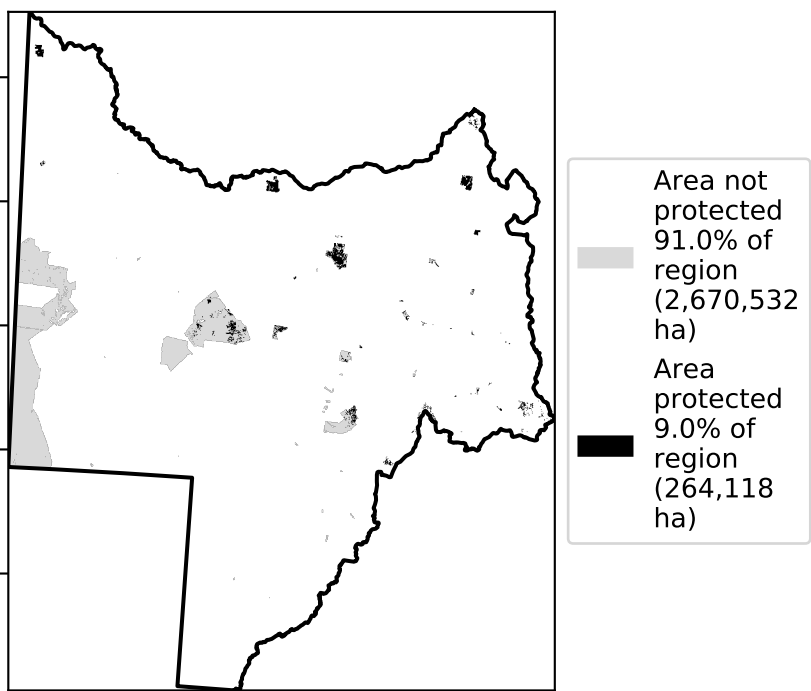 Area not
protected
91.0% of
region
(2,670,532
ha)
Area
protected
9.0% of
region
(264,118
ha)